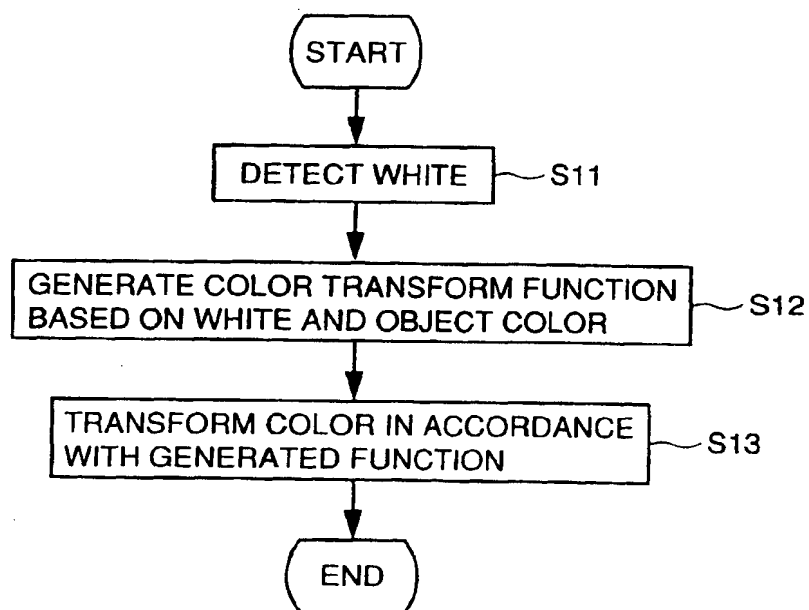 START
DETECT WHITE
S11
GENERATE COLOR TRANSFORM FUNCTION
BASED ON WHITE AND OBJECT COLOR
S12
TRANSFORM COLOR IN ACCORDANCE
WITH GENERATED FUNCTION
S13
END